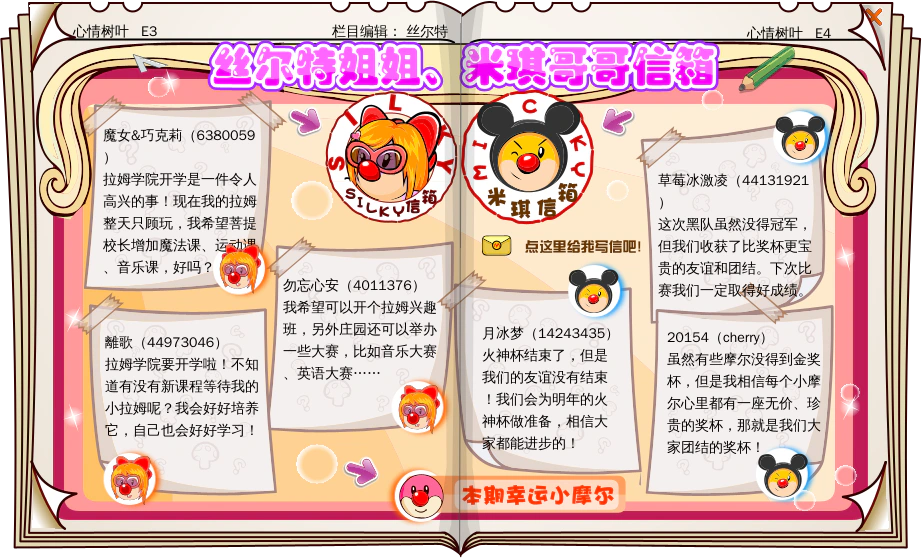 心情树叶 E3
栏目编辑： 丝尔特
心情树叶 E4
丝尔特姐姐、米琪哥哥信箱
魔女&巧克莉（6380059
）
拉姆学院开学是一件令人
高兴的事！现在我的拉姆
整天只顾玩，我希望菩提
校长增加魔法课、运动课
、音乐课，好吗？
離歌（44973046）
拉姆学院要开学啦！不知
道有没有新课程等待我的
小拉姆呢？我会好好培养
它，自己也会好好学习！
SILKY
SILKY信箱
勿忘心安（4011376）
我希望可以开个拉姆兴趣
班，另外庄园还可以举办
一些大赛，比如音乐大赛
、英语大赛……
MICKY
米琪信箱
点这里给我写信吧！
月冰梦（14243435）
火神杯结束了，但是
我们的友谊没有结束
！我们会为明年的火
神杯做准备，相信大
家都能进步的！
草莓冰激凌（44131921
）
这次黑队虽然没得冠军，
但我们收获了比奖杯更宝
贵的友谊和团结。下次比
赛我们一定取得好成绩。
20154（cherry）
虽然有些摩尔没得到金奖
杯，但是我相信每个小摩
尔心里都有一座无价、珍
贵的奖杯，那就是我们大
家团结的奖杯！
本期幸运小摩尔